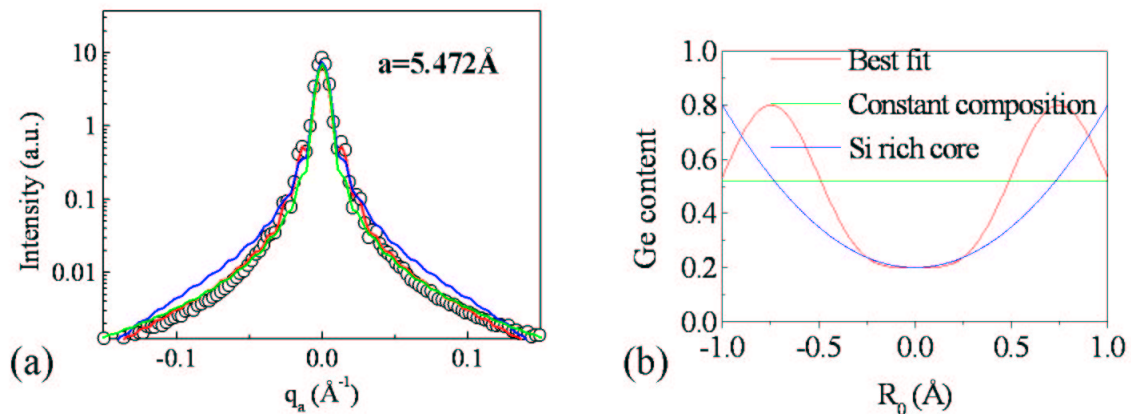 10
1
0.1
0.01
Intensity (a.u.)
a=5.472Å
-0.1
0.0
0.1
qₐ (Å⁻¹)
(a)
1.0
0.8
0.6
0.4
0.2
0.0
Ge content
Best fit
Constant composition
Si rich core
-1.0
-0.5
0.0
0.5
1.0
R₀ (Å)
(b)